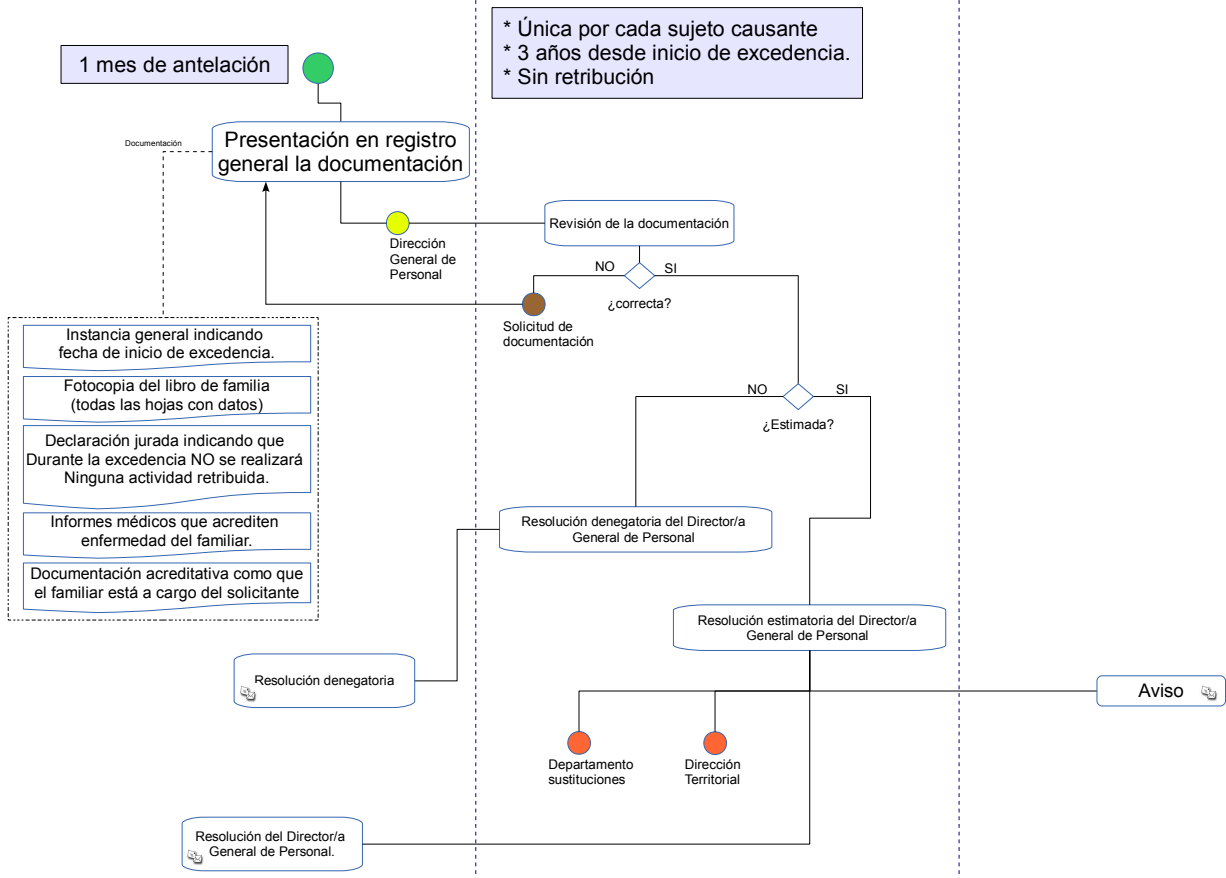 1 mes de antelación
* Única por cada sujeto causante
* 3 años desde inicio de excedencia.
* Sin retribución
Documentación
Presentación en registro
general la documentación
Dirección
General de
Personal
Revisión de la documentación
NO
SI
¿correcta?
Solicitud de
documentación
Instancia general indicando
fecha de inicio de excedencia.
Fotocopia del libro de familia
(todas las hojas con datos)
Declaración jurada indicando que
Durante la excedencia NO se realizará
Ninguna actividad retribuida.
Informes médicos que acrediten
enfermedad del familiar.
Documentación acreditativa como que
el familiar está a cargo del solicitante
NO
SI
¿Estimada?
Resolución denegatoria del Director/a
General de Personal
Resolución estimatoria del Director/a
General de Personal
Resolución denegatoria
Aviso
Departamento
sustituciones
Dirección
Territorial
Resolución del Director/a
General de Personal.